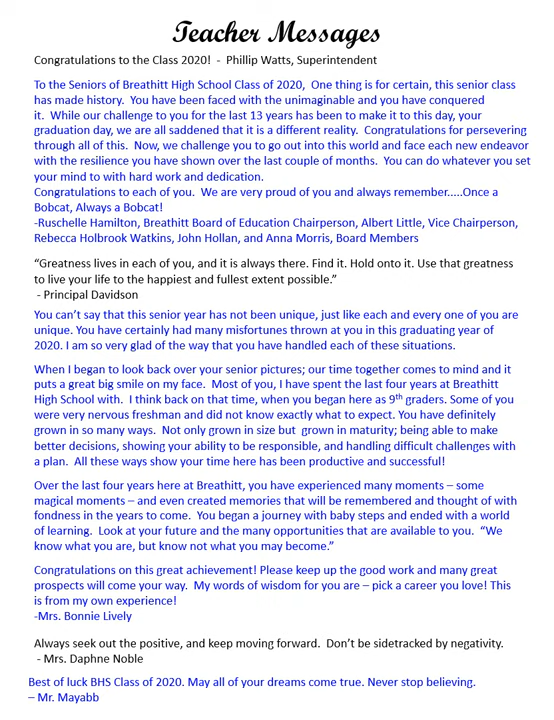 Teacher Messages
Congratulations to the Class 2020!  -  Phillip Watts, Superintendent
To the Seniors of Breathitt High School Class of 2020,  One thing is for certain, this senior class
has made history.  You have been faced with the unimaginable and you have conquered
it.  While our challenge to you for the last 13 years has been to make it to this day, your
graduation day, we are all saddened that it is a different reality.  Congratulations for persevering
through all of this.  Now, we challenge you to go out into this world and face each new endeavor
with the resilience you have shown over the last couple of months.  You can do whatever you set
your mind to with hard work and dedication.
Congratulations to each of you.  We are very proud of you and always remember.....Once a
Bobcat, Always a Bobcat!
-Ruschelle Hamilton, Breathitt Board of Education Chairperson, Albert Little, Vice Chairperson,
Rebecca Holbrook Watkins, John Hollan, and Anna Morris, Board Members
“Greatness lives in each of you, and it is always there. Find it. Hold onto it. Use that greatness
to live your life to the happiest and fullest extent possible.”
- Principal Davidson
You can’t say that this senior year has not been unique, just like each and every one of you are
unique. You have certainly had many misfortunes thrown at you in this graduating year of
2020. I am so very glad of the way that you have handled each of these situations.
When I began to look back over your senior pictures; our time together comes to mind and it
puts a great big smile on my face.  Most of you, I have spent the last four years at Breathitt
High School with.  I think back on that time, when you began here as 9th graders. Some of you
were very nervous freshman and did not know exactly what to expect. You have definitely
grown in so many ways.  Not only grown in size but  grown in maturity; being able to make
better decisions, showing your ability to be responsible, and handling difficult challenges with
a plan.  All these ways show your time here has been productive and successful!
Over the last four years here at Breathitt, you have experienced many moments – some
magical moments – and even created memories that will be remembered and thought of with
fondness in the years to come.  You began a journey with baby steps and ended with a world
of learning.  Look at your future and the many opportunities that are available to you.  “We
know what you are, but know not what you may become.”
Congratulations on this great achievement! Please keep up the good work and many great
prospects will come your way.  My words of wisdom for you are – pick a career you love! This
is from my own experience!
-Mrs. Bonnie Lively
Always seek out the positive, and keep moving forward.  Don’t be sidetracked by negativity.
- Mrs. Daphne Noble
Best of luck BHS Class of 2020. May all of your dreams come true. Never stop believing.
– Mr. Mayabb